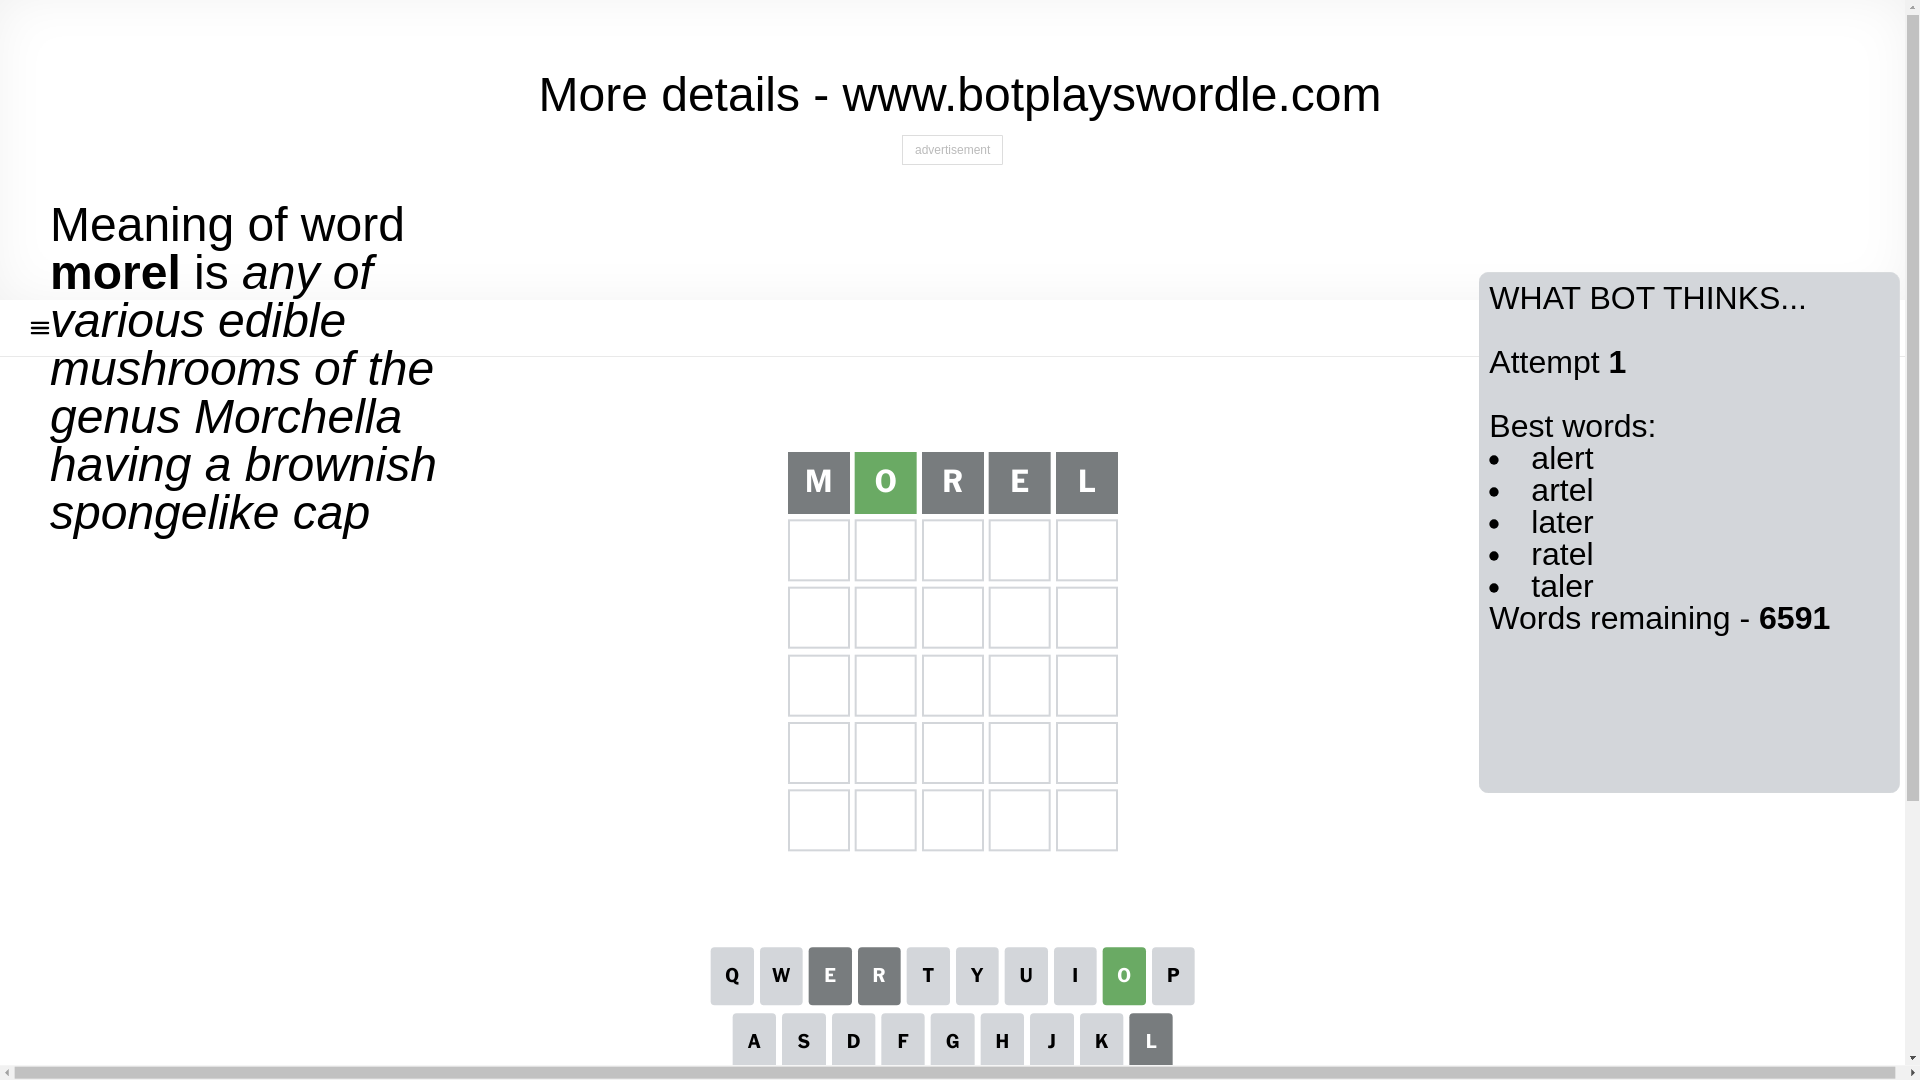 More details - www.botplayswordle.com
advertisement
Meaning of word
morel is any of
various edible
mushrooms of the
genus Morchella
having a brownish
spongelike cap
WHAT BOT THINKS...
Attempt 1
Best words:
• alert
• artel
• later
• ratel
• taler
Words remaining - 6591
M O R E L
Q W E R T Y U I O P
A S D F G H J K L